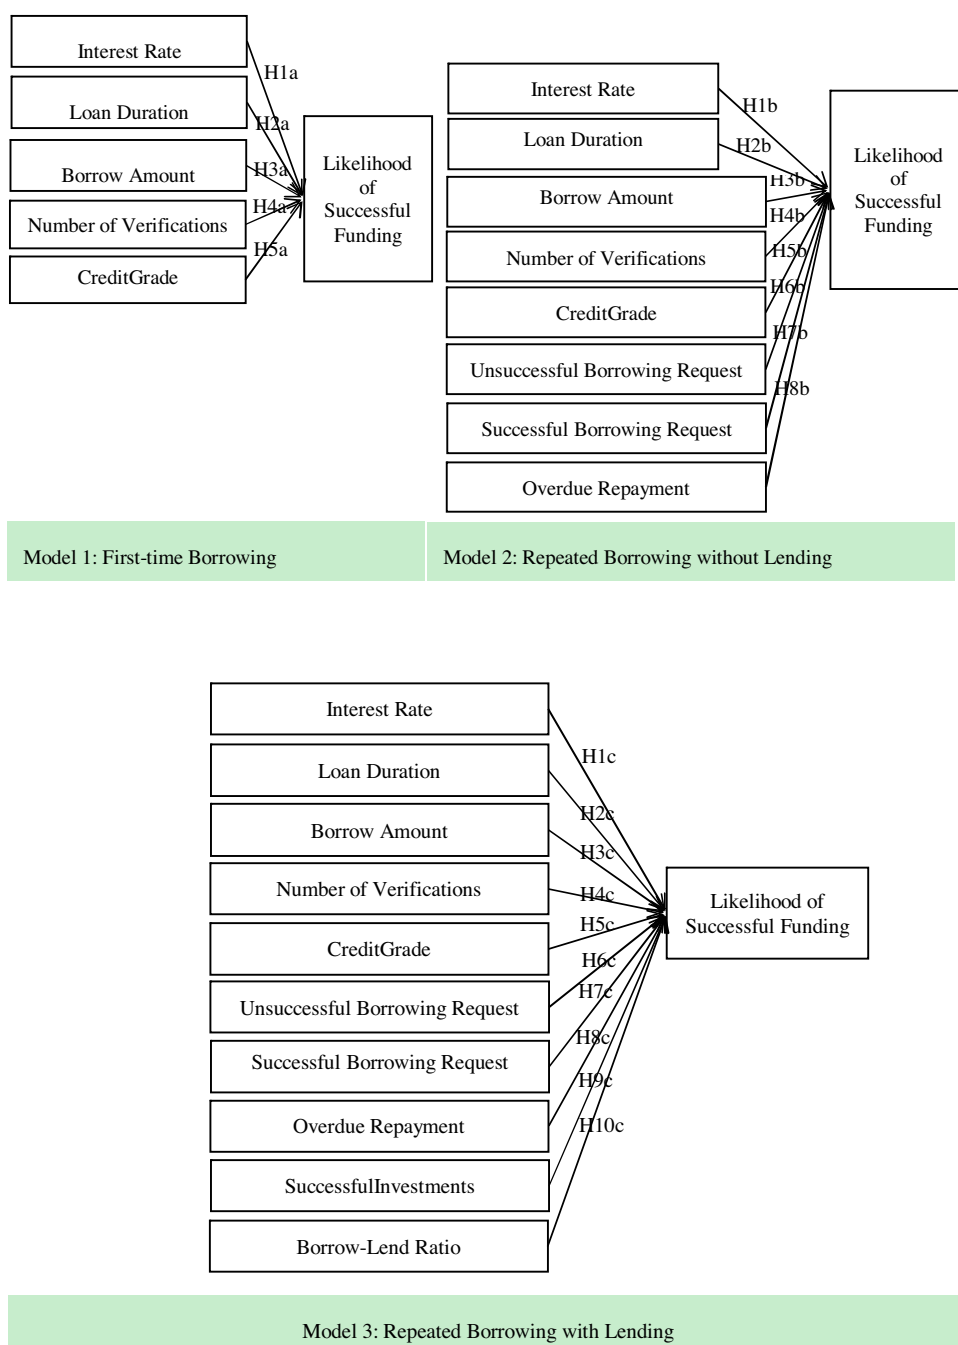 Interest Rate
H1a
Loan Duration
H2a
Borrow Amount
H3a
Number of Verifications
H4a
CreditGrade
H5a
Likelihood
of
Successful
Funding
Interest Rate
H1b
Loan Duration
H2b
Borrow Amount
H3b
Number of Verifications
H4b
CreditGrade
H5b
Unsuccessful Borrowing Request
H6b
Successful Borrowing Request
H7b
Overdue Repayment
H8b
Likelihood
of
Successful
Funding
Model 1: First-time Borrowing
Model 2: Repeated Borrowing without Lending
Interest Rate
H1c
Loan Duration
H2c
Borrow Amount
H3c
Number of Verifications
H4c
CreditGrade
H5c
Unsuccessful Borrowing Request
H6c
Successful Borrowing Request
H7c
Overdue Repayment
H8c
SuccessfulInvestments
H9c
Borrow-Lend Ratio
H10c
Likelihood of
Successful Funding
Model 3: Repeated Borrowing with Lending